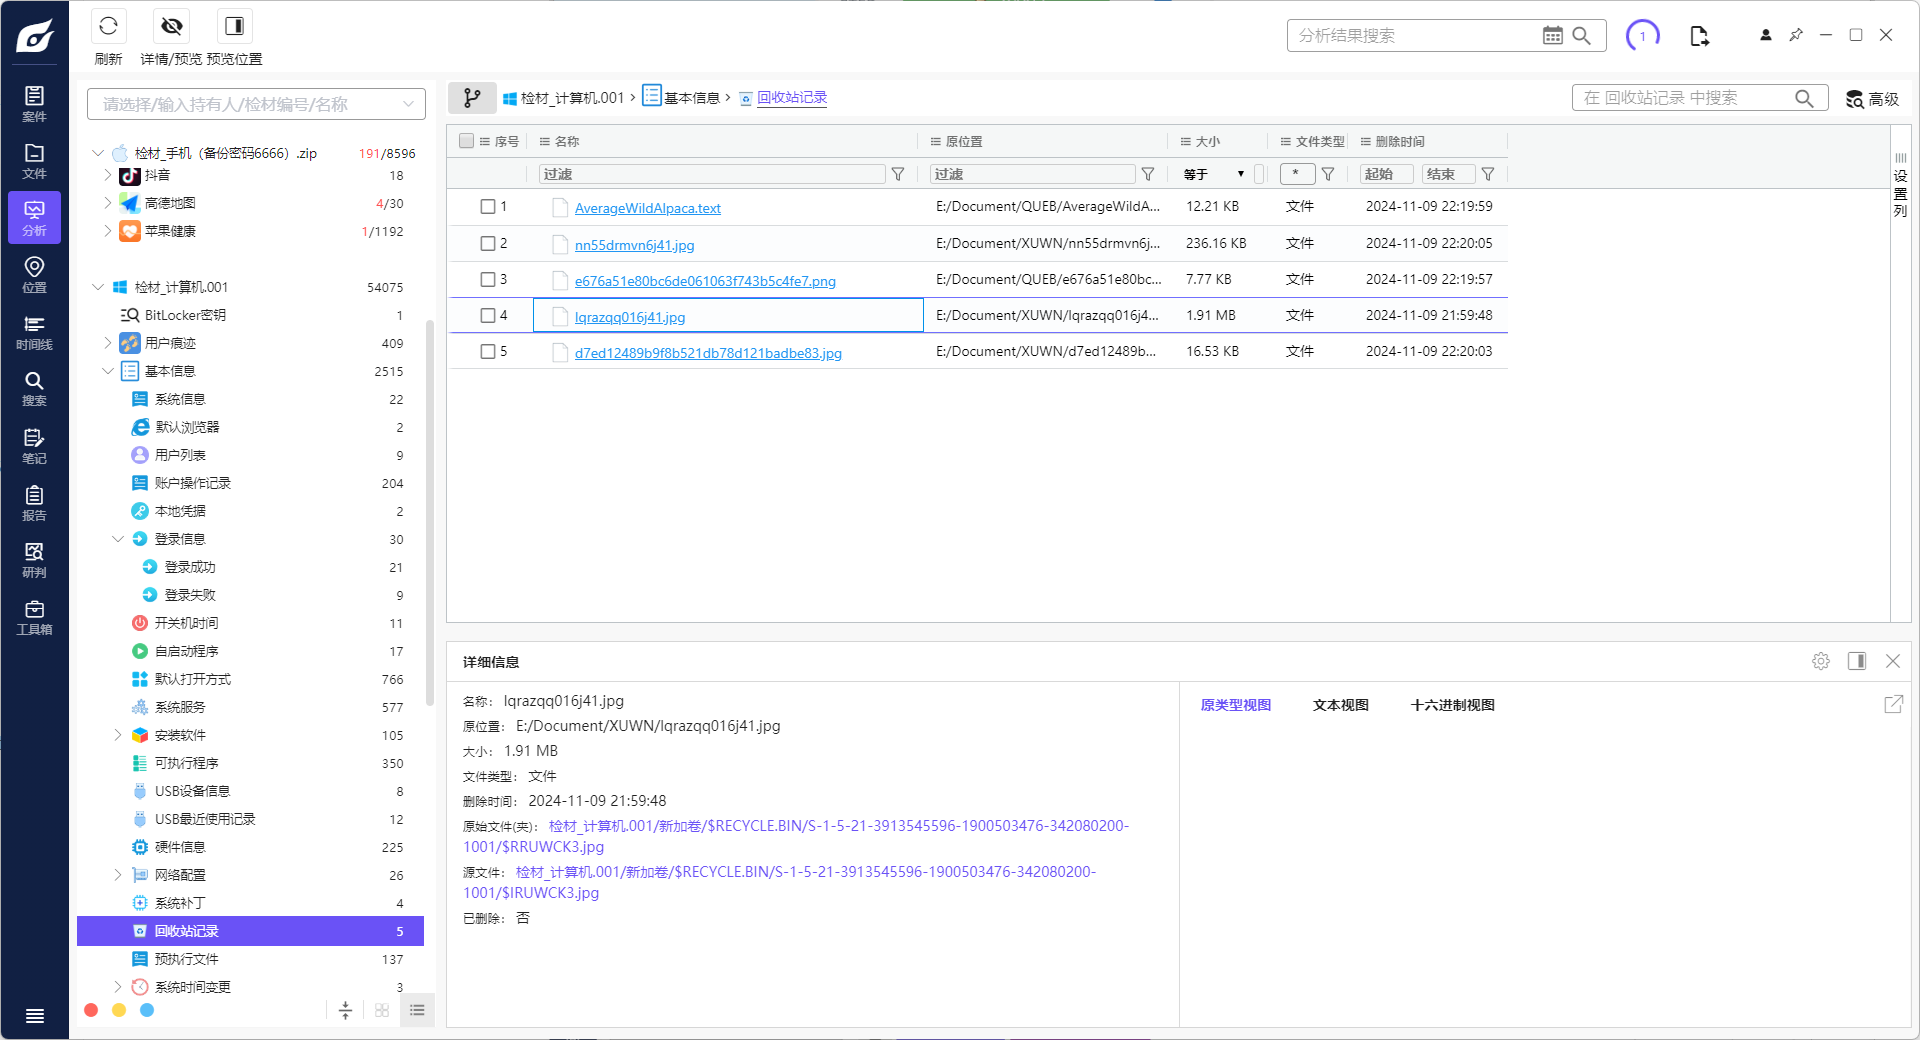 刷新
详情/预览
预览位置
分析结果搜索
1
案件
文件
分析
位置
时间线
搜索
笔记
报告
研判
工具箱
请选择/输入持有人/检材编号/名称
检材_手机（备份密码6666）.zip 191/8596
抖音 18
高德地图 4/30
苹果健康 1/1192
检材_计算机.001 54075
BitLocker密钥 1
用户痕迹 409
基本信息 2515
系统信息 22
默认浏览器 2
用户列表 9
账户操作记录 204
本地凭据 2
登录信息 30
登录成功 21
登录失败 9
开关机时间 11
自启动程序 17
默认打开方式 766
系统服务 577
安装软件 105
可执行程序 350
USB设备信息 8
USB最近使用记录 12
硬件信息 225
网络配置 26
系统补丁 4
回收站记录 5
预执行文件 137
系统时间变更 3
检材_计算机.001 > 基本信息 > 回收站记录
在 回收站记录 中搜索
高级
序号 名称 原位置 大小 文件类型 删除时间
过滤 过滤 等于 ▼ * 起始 结束
1 AverageWildAlpaca.text E:/Document/QUEB/AverageWildA... 12.21 KB 文件 2024-11-09 22:19:59
2 nn55drmvn6j41.jpg E:/Document/XUWN/nn55drmvn6j... 236.16 KB 文件 2024-11-09 22:20:05
3 e676a51e80bc6de061063f743b5c4fe7.png E:/Document/QUEB/e676a51e80bc... 7.77 KB 文件 2024-11-09 22:19:57
4 lqrazqq016j41.jpg E:/Document/XUWN/lqrazqq016j4... 1.91 MB 文件 2024-11-09 21:59:48
5 d7ed12489b9f8b521db78d121badbe83.jpg E:/Document/XUWN/d7ed12489b... 16.53 KB 文件 2024-11-09 22:20:03
设置列
详细信息
名称： lqrazqq016j41.jpg
原位置： E:/Document/XUWN/lqrazqq016j41.jpg
大小： 1.91 MB
文件类型： 文件
删除时间： 2024-11-09 21:59:48
原始文件(夹)： 检材_计算机.001/新加卷/$RECYCLE.BIN/S-1-5-21-3913545596-1900503476-342080200-
1001/$RRUWCK3.jpg
源文件： 检材_计算机.001/新加卷/$RECYCLE.BIN/S-1-5-21-3913545596-1900503476-342080200-
1001/$IRUWCK3.jpg
已删除： 否
原类型视图 文本视图 十六进制视图